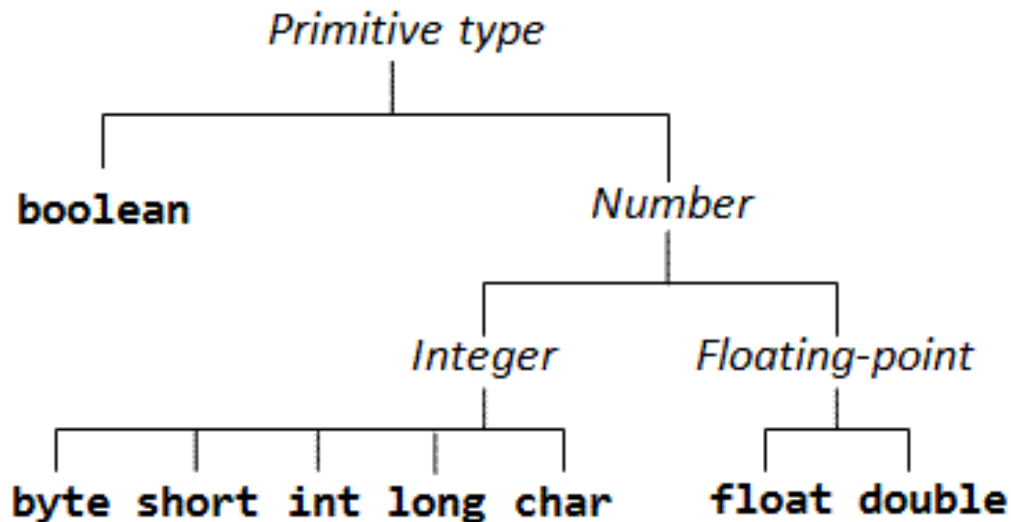 Primitive type
boolean
Number
Integer
Floating-point
byte short int long char
float double